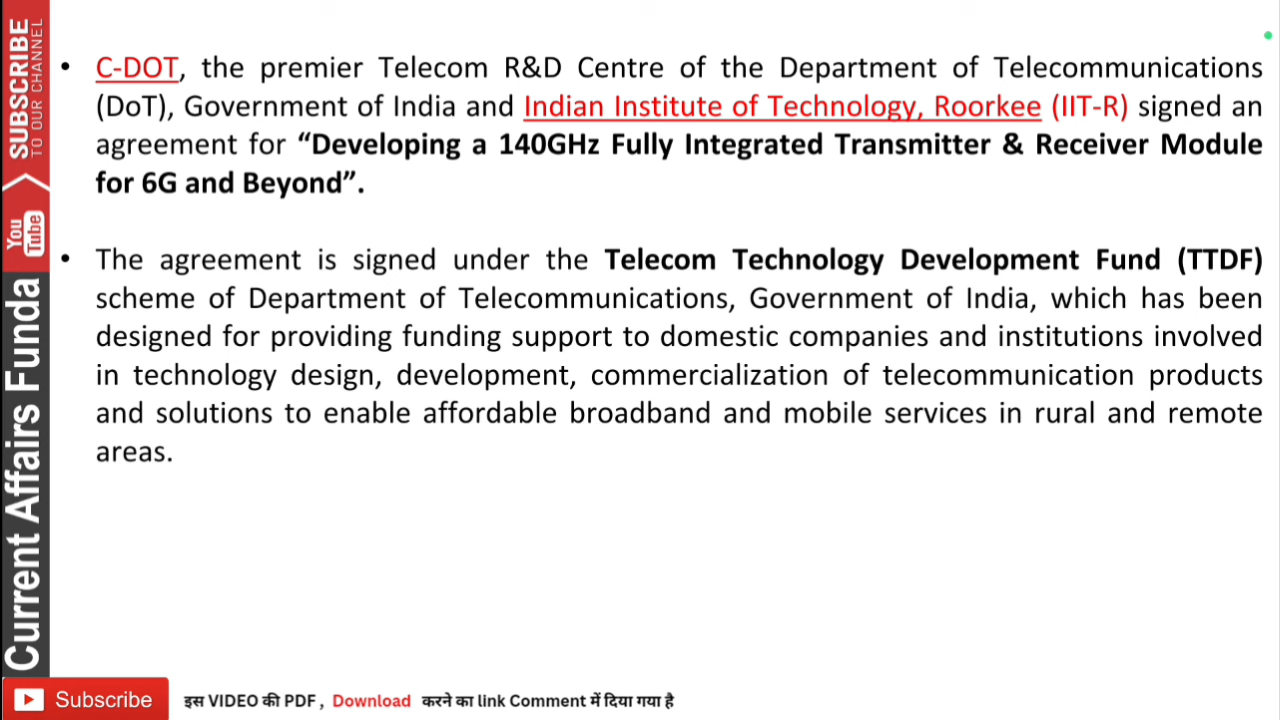 SUBSCRIBE
TO OUR CHANNEL
You
Tube
Current Affairs Funda
• C-DOT, the premier Telecom R&D Centre of the Department of Telecommunications
(DoT), Government of India and Indian Institute of Technology, Roorkee (IIT-R) signed an
agreement for “Developing a 140GHz Fully Integrated Transmitter & Receiver Module
for 6G and Beyond”.
• The agreement is signed under the Telecom Technology Development Fund (TTDF)
scheme of Department of Telecommunications, Government of India, which has been
designed for providing funding support to domestic companies and institutions involved
in technology design, development, commercialization of telecommunication products
and solutions to enable affordable broadband and mobile services in rural and remote
areas.
Subscribe
इस VIDEO की PDF , Download करने का link Comment में दिया गया है